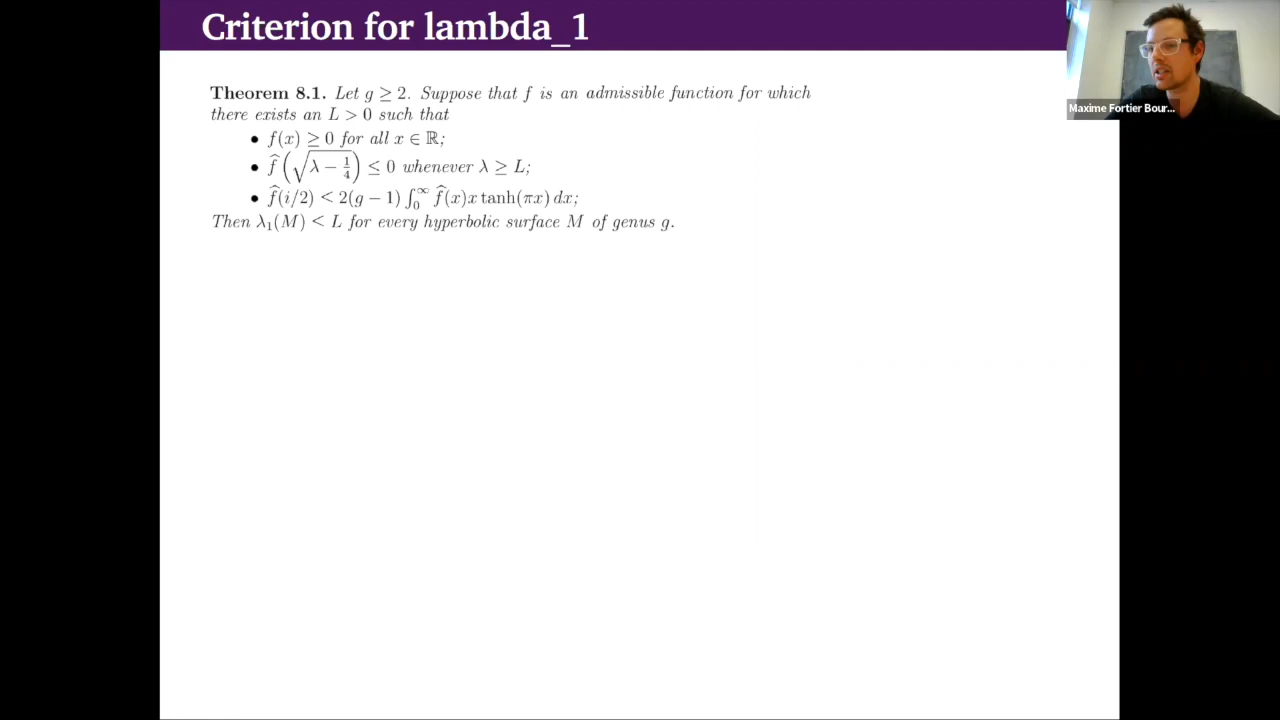 Criterion for lambda_1
Maxime Fortier Bour...
Theorem 8.1. Let g ≥ 2. Suppose that f is an admissible function for which
there exists an L > 0 such that
• f(x) ≥ 0 for all x ∈ ℝ;
• f̂(√(λ − 1/4)) ≤ 0 whenever λ ≥ L;
• f̂(i/2) < 2(g − 1) ∫₀^∞ f̂(x)x tanh(πx) dx;
Then λ₁(M) < L for every hyperbolic surface M of genus g.